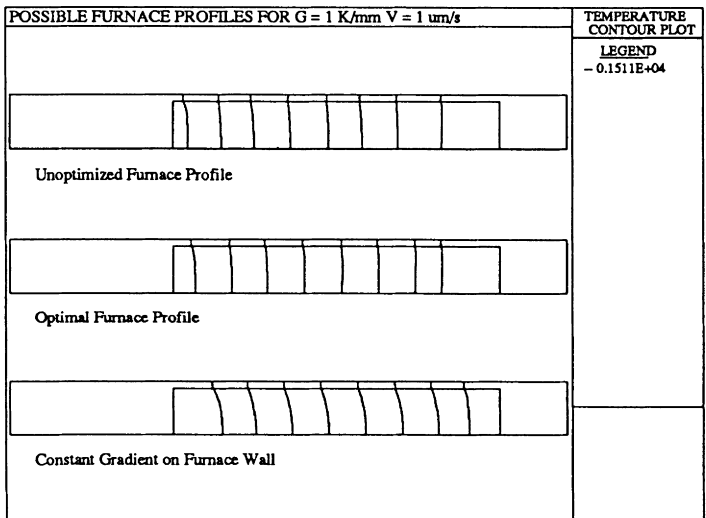 POSSIBLE FURNACE PROFILES FOR G = 1 K/mm V = 1 um/s
TEMPERATURE
CONTOUR PLOT
LEGEND
– 0.1511E+04
Unoptimized Furnace Profile
Optimal Furnace Profile
Constant Gradient on Furnace Wall